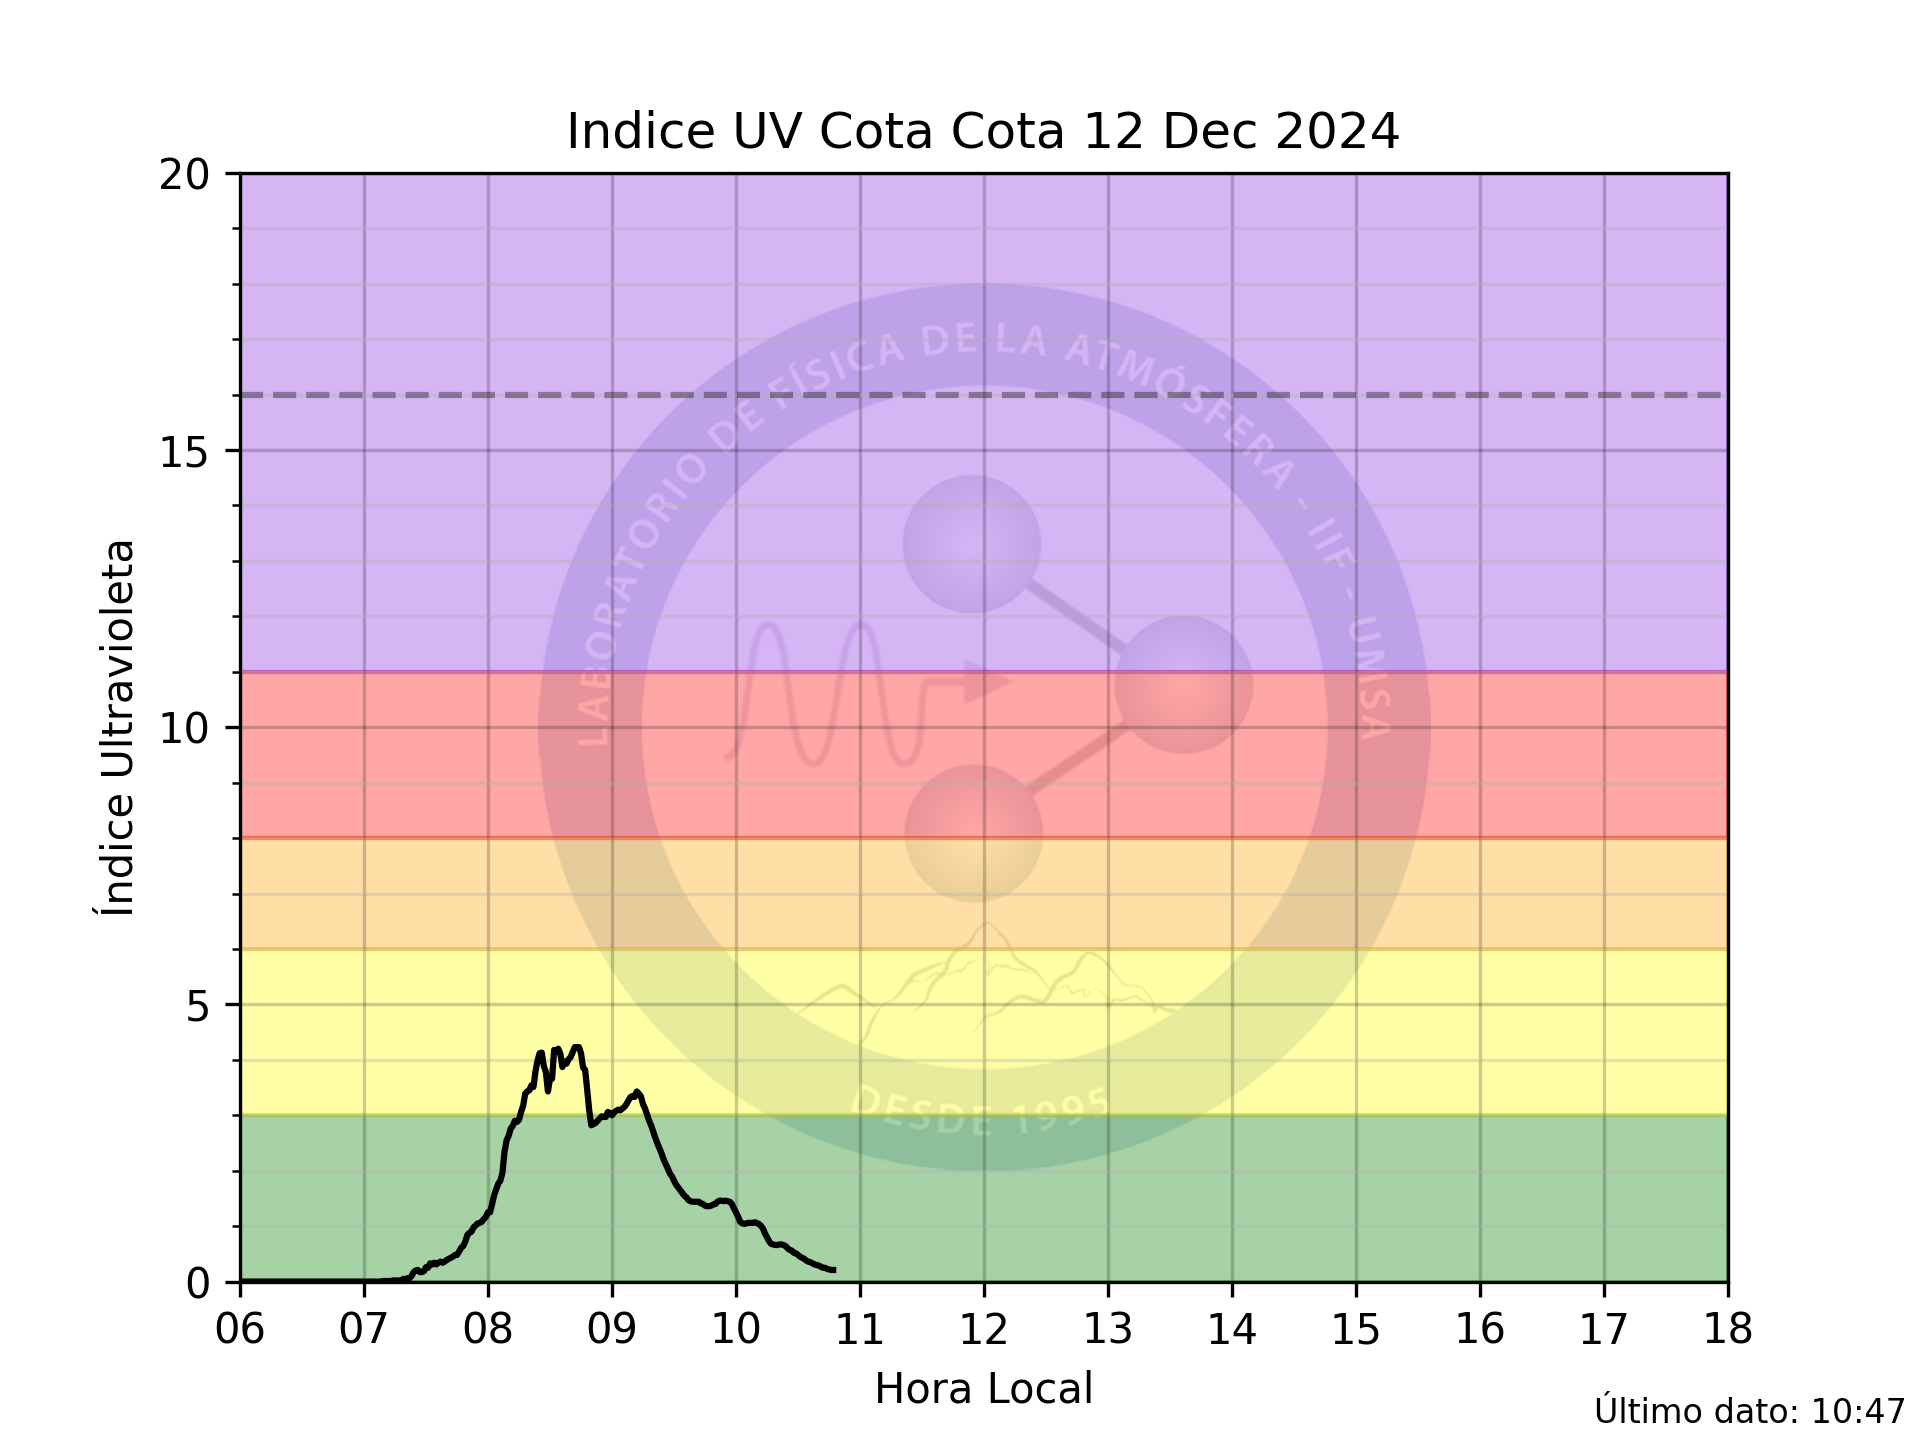 Indice UV Cota Cota 12 Dec 2024
20
15
10
5
0
Índice Ultravioleta
LABORATORIO DE FÍSICA DE LA ATMÓSFERA - IIF - UMSA
DESDE 1995
06 07 08 09 10 11 12 13 14 15 16 17 18
Hora Local
Último dato: 10:47